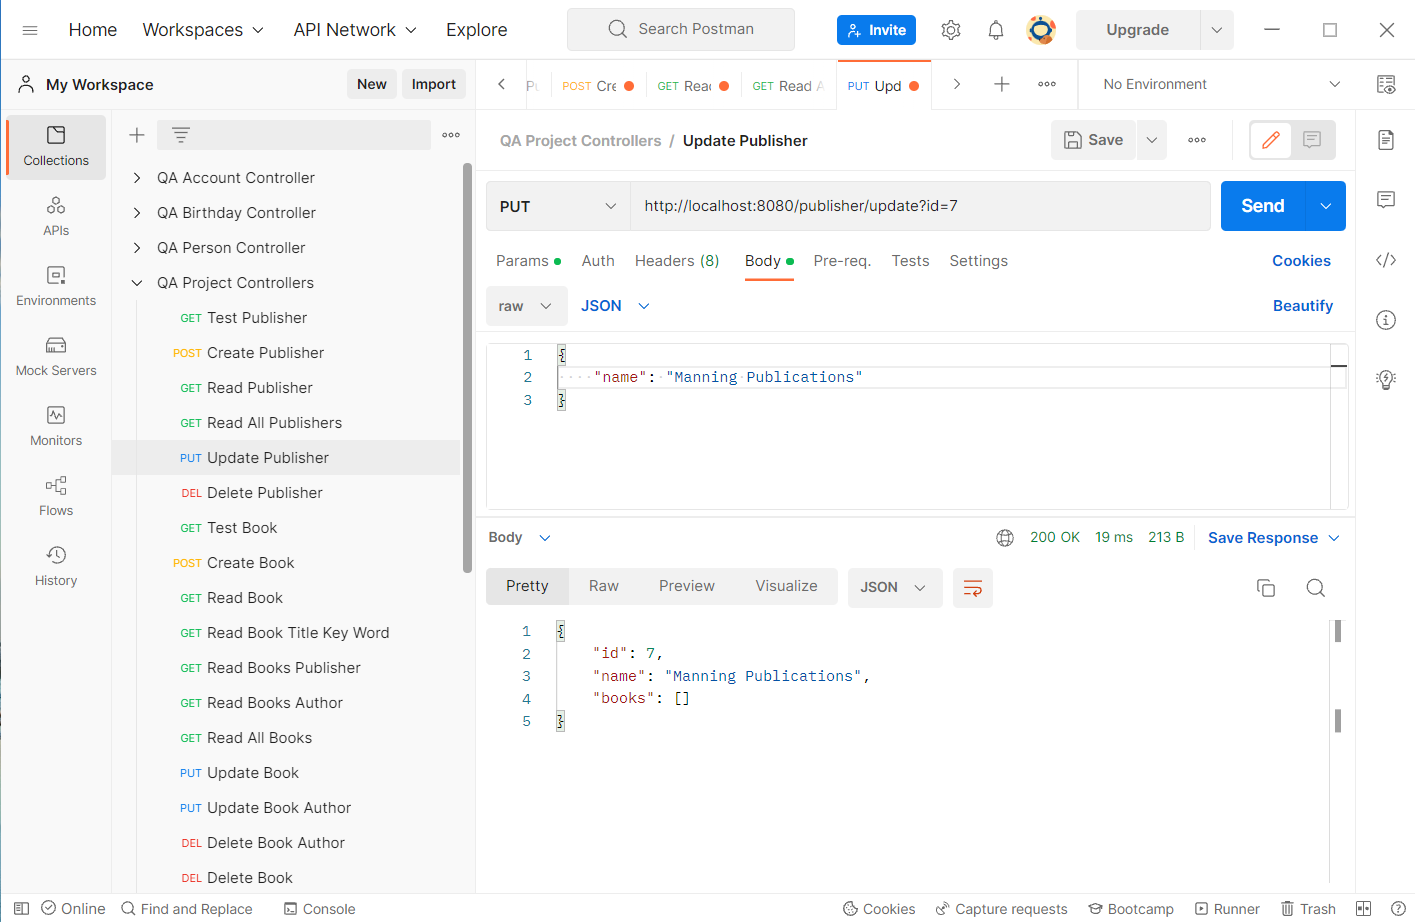 Home Workspaces API Network Explore Search Postman Invite Upgrade
My Workspace New Import POST Cre GET Read GET Read A PUT Upd No Environment
Collections
APIs
Environments
Mock Servers
Monitors
Flows
History
QA Account Controller
QA Birthday Controller
QA Person Controller
QA Project Controllers
GET Test Publisher
POST Create Publisher
GET Read Publisher
GET Read All Publishers
PUT Update Publisher
DEL Delete Publisher
GET Test Book
POST Create Book
GET Read Book
GET Read Book Title Key Word
GET Read Books Publisher
GET Read Books Author
GET Read All Books
PUT Update Book
PUT Update Book Author
DEL Delete Book Author
DEL Delete Book
QA Project Controllers / Update Publisher Save
PUT http://localhost:8080/publisher/update?id=7 Send
Params Auth Headers (8) Body Pre-req. Tests Settings Cookies
raw JSON Beautify
1 {
2 "name": "Manning Publications"
3 }
Body 200 OK 19 ms 213 B Save Response
Pretty Raw Preview Visualize JSON
1 {
2 "id": 7,
3 "name": "Manning Publications",
4 "books": []
5 }
Online Find and Replace Console Cookies Capture requests Bootcamp Runner Trash